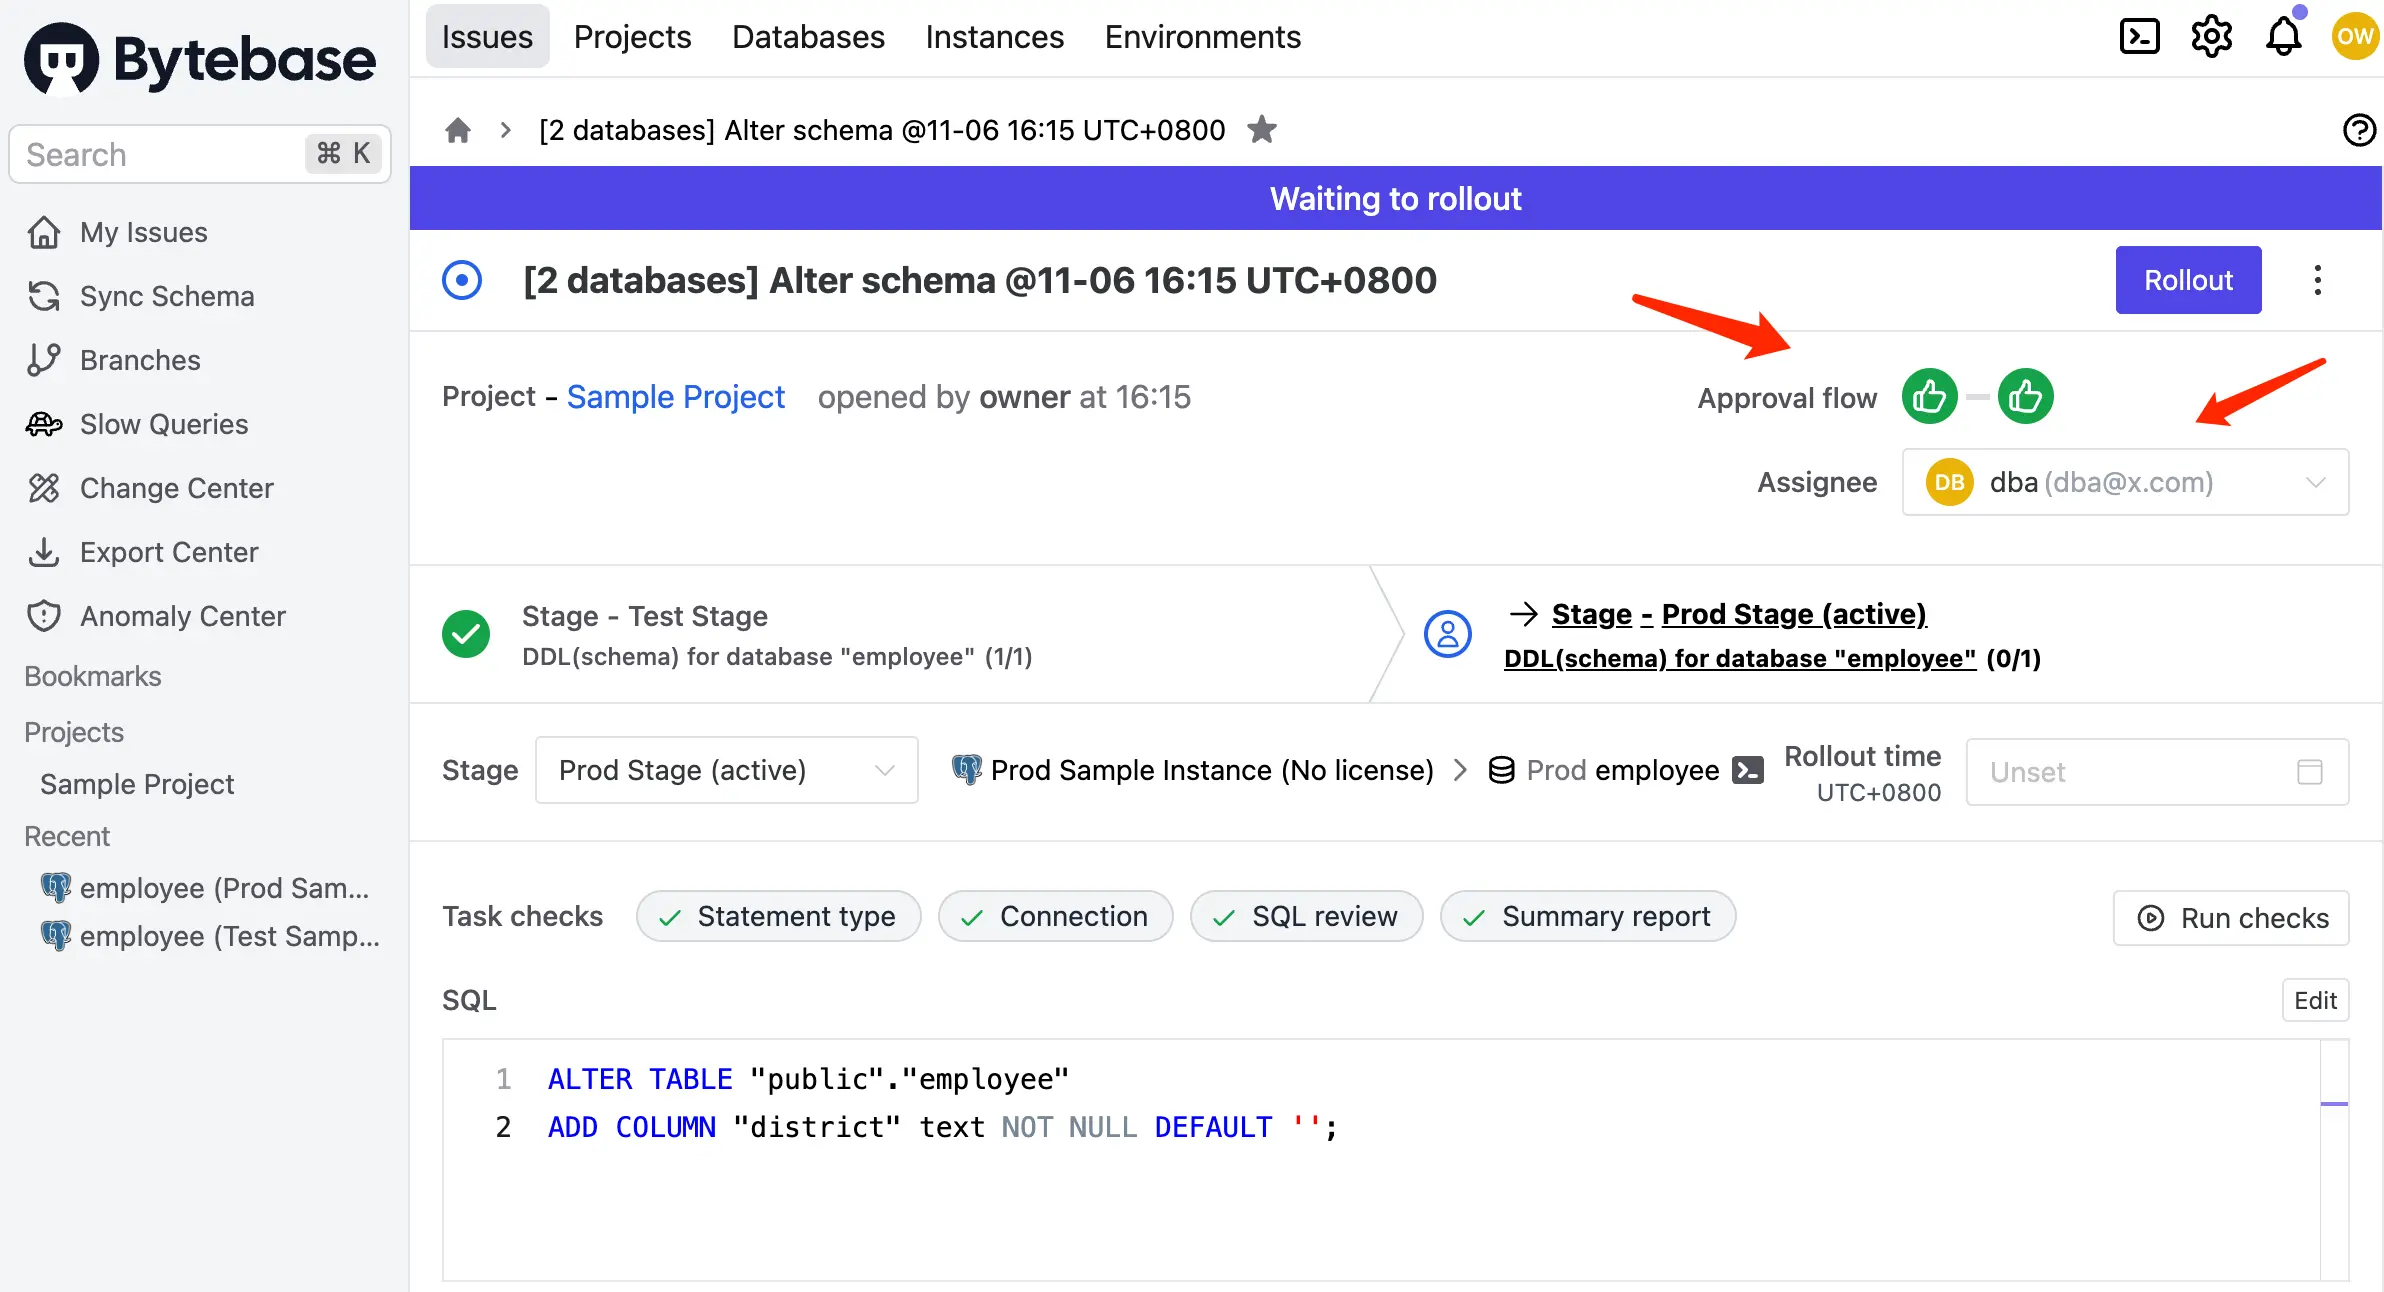 Bytebase
Search ⌘ K
My Issues
Sync Schema
Branches
Slow Queries
Change Center
Export Center
Anomaly Center
Bookmarks
Projects
Sample Project
Recent
employee (Prod Sam...
employee (Test Samp...
Issues Projects Databases Instances Environments OW
[2 databases] Alter schema @11-06 16:15 UTC+0800
Waiting to rollout
[2 databases] Alter schema @11-06 16:15 UTC+0800 Rollout
Project - Sample Project opened by owner at 16:15 Approval flow
Assignee DB dba (dba@x.com)
Stage - Test Stage
DDL(schema) for database "employee" (1/1)
→ Stage - Prod Stage (active)
DDL(schema) for database "employee" (0/1)
Stage Prod Stage (active) Prod Sample Instance (No license) > Prod employee Rollout time Unset
UTC+0800
Task checks Statement type Connection SQL review Summary report Run checks
SQL Edit
1 ALTER TABLE "public"."employee"
2 ADD COLUMN "district" text NOT NULL DEFAULT '';